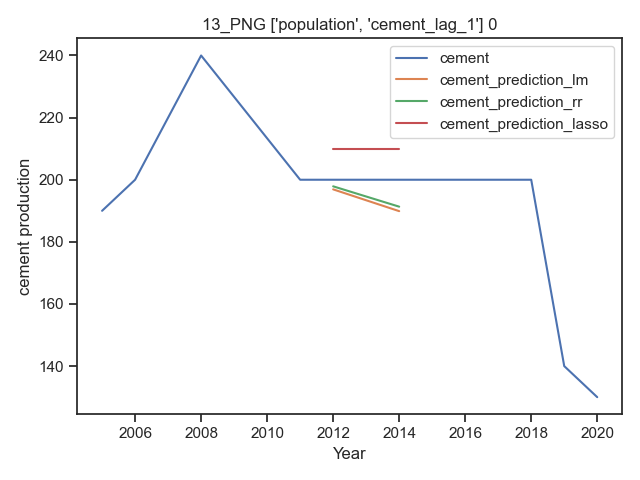 13_PNG ['population', 'cement_lag_1'] 0
cement
cement_prediction_lm
cement_prediction_rr
cement_prediction_lasso
240
220
200
180
160
140
cement production
2006 2008 2010 2012 2014 2016 2018 2020
Year